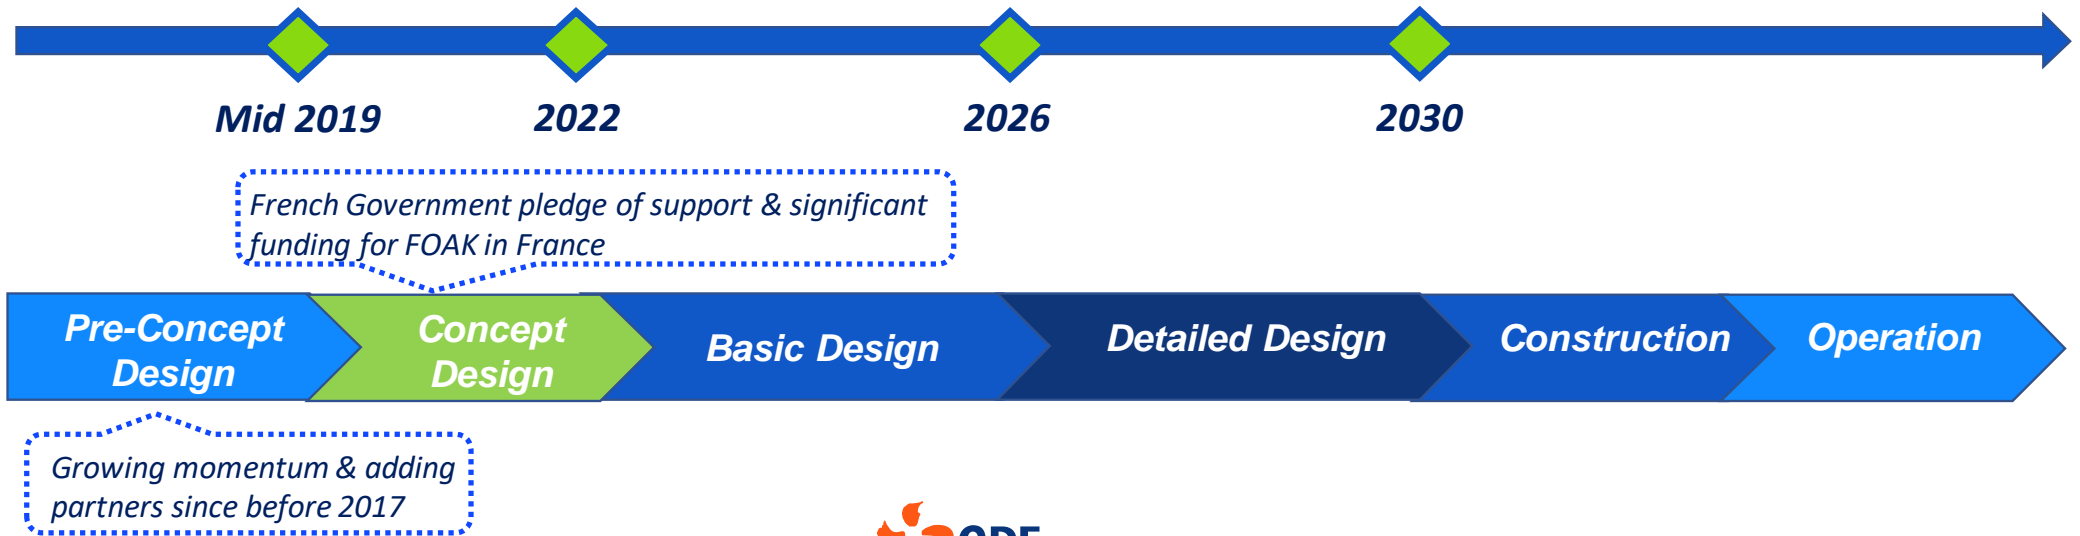 Mid 2019
2022
2026
2030
French Government pledge of support & significant
funding for FOAK in France
Pre-Concept
Design
Concept
Design
Basic Design
Detailed Design
Construction
Operation
Growing momentum & adding
partners since before 2017